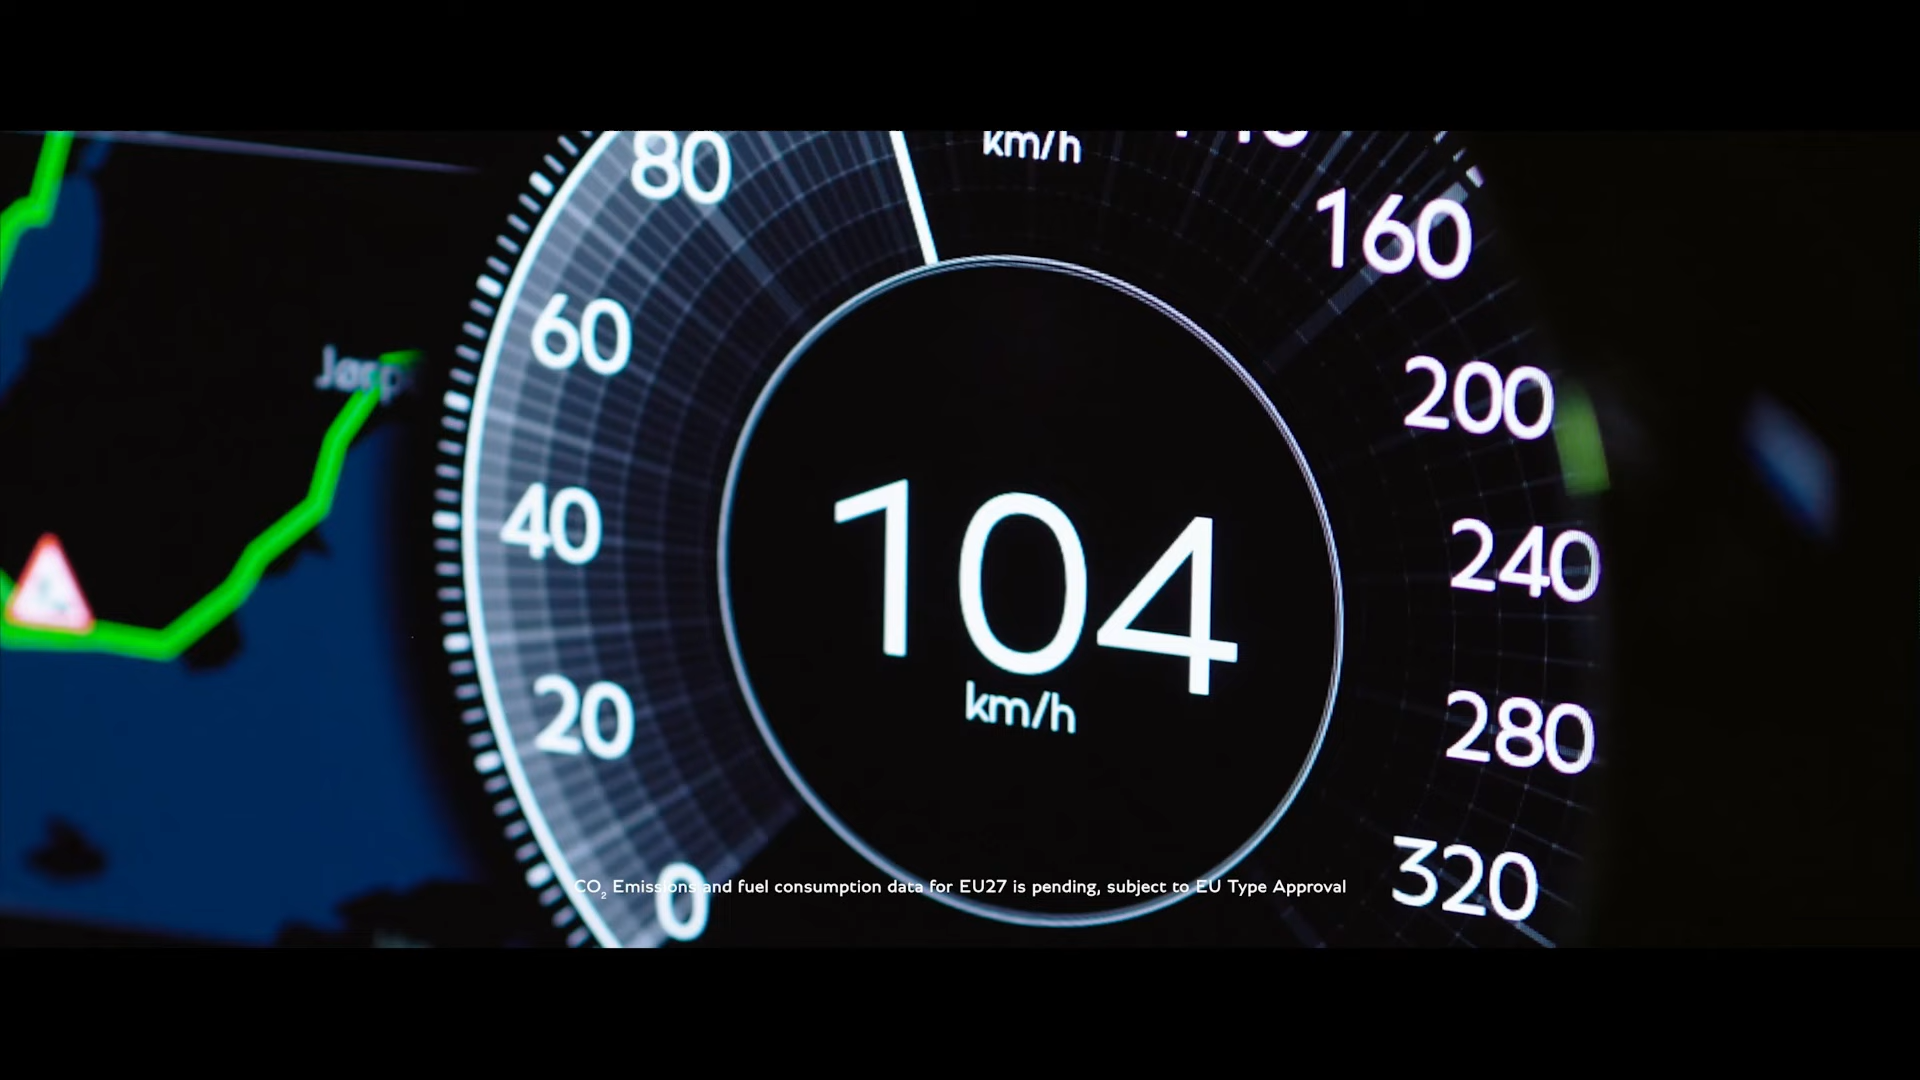 km/h
80
160
60
Jørp
200
40
240
104
km/h
20
280
0
320
CO₂ Emissions and fuel consumption data for EU27 is pending, subject to EU Type Approval